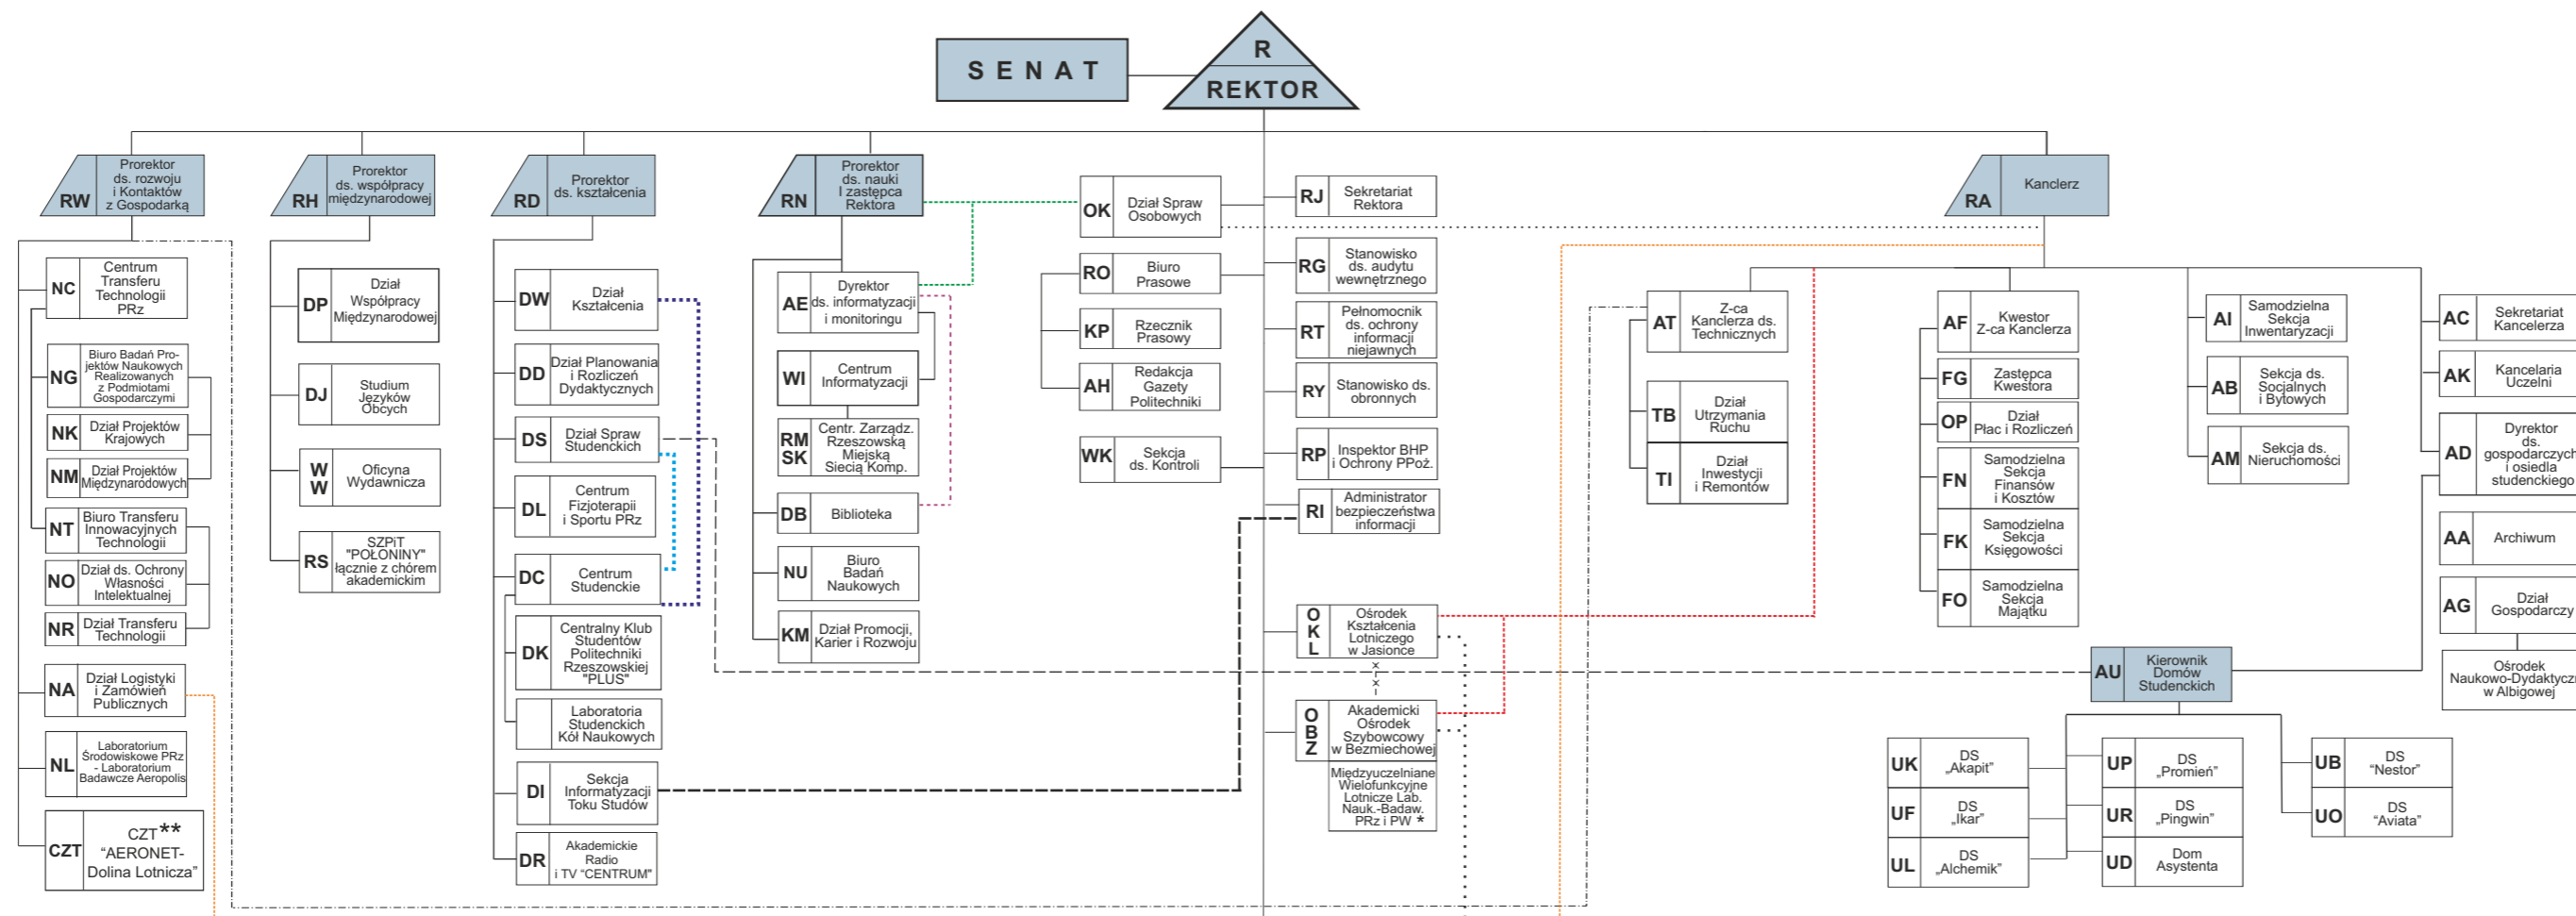 S E N A T
R
REKTOR
RW
Prorektor
ds. rozwoju
i Kontaktów
z Gospodarką
RH
Prorektor
ds. współpracy
międzynarodowej
RD
Prorektor
ds. kształcenia
RN
Prorektor
ds. nauki
I zastępca
Rektora
RA
Kanclerz
NC
Centrum
Transferu
Technologii
PRz
NG
Biuro Badań Pro-
jektów Naukowych
Realizowanych
z Podmiotami
Gospodarczymi
NK
Dział Projektów
Krajowych
NM
Dział Projektów
Międzynarodowych
NT
Biuro Transferu
Innowacyjnych
Technologii
NO
Dział ds. Ochrony
Własności
Intelektualnej
NR
Dział Transferu
Technologii
NA
Dział Logistyki
i Zamówień
Publicznych
NL
Laboratorium
Środowiskowe PRz
- Laboratorium
Badawcze Aeropolis
CZT
CZT**
“AERONET-
Dolina Lotnicza”
DP
Dział
Współpracy
Międzynarodowej
DJ
Studium
Języków
Obcych
W
W
Oficyna
Wydawnicza
RS
SZPiT
"POŁONINY"
łącznie z chórem
akademickim
DW
Dział
Kształcenia
DD
Dział Planowania
i Rozliczeń
Dydaktycznych
DS
Dział Spraw
Studenckich
DL
Centrum
Fizjoterapii
i Sportu PRz
DC
Centrum
Studenckie
DK
Centralny Klub
Studentów
Politechniki
Rzeszowskiej
"PLUS"
Laboratoria
Studenckich
Kół Naukowych
DI
Sekcja
Informatyzacji
Toku Studów
DR
Akademickie
Radio
i TV “CENTRUM"
AE
Dyrektor
ds. informatyzacji
i monitoringu
WI
Centrum
Informatyzacji
RM
SK
Centr. Zarządz.
Rzeszowską
Miejską
Siecią Komp.
DB
Biblioteka
NU
Biuro
Badań
Naukowych
KM
Dział Promocji,
Karier i Rozwoju
OK
Dział Spraw
Osobowych
RO
Biuro
Prasowe
KP
Rzecznik
Prasowy
AH
Redakcja
Gazety
Politechniki
WK
Sekcja
ds. Kontroli
RJ
Sekretariat
Rektora
RG
Stanowisko
ds. audytu
wewnętrznego
RT
Pełnomocnik
ds. ochrony
informacji
niejawnych
RY
Stanowisko ds.
obronnych
RP
Inspektor BHP
i Ochrony PPoż.
RI
Administrator
bezpieczeństwa
informacji
O
K
L
Ośrodek
Kształcenia
Lotniczego
w Jasionce
x
x
O
B
Z
Akademicki
Ośrodek
Szybowcowy
w Bezmiechowej
Międzyuczelniane
Wielofunkcyjne
Lotnicze Lab.
Nauk.-Badaw.
PRz i PW *
AT
Z-ca
Kanclerza ds.
Technicznych
TB
Dział
Utrzymania
Ruchu
TI
Dział
Inwestycji
i Remontów
AF
Kwestor
Z-ca Kanclerza
FG
Zastępca
Kwestora
OP
Dział
Płac i Rozliczeń
FN
Samodzielna
Sekcja
Finansów
i Kosztów
FK
Samodzielna
Sekcja
Księgowości
FO
Samodzielna
Sekcja
Majątku
AI
Samodzielna
Sekcja
Inwentaryzacji
AB
Sekcja ds.
Socjalnych
i Bytowych
AM
Sekcja ds.
Nieruchomości
AC
Sekretariat
Kancelerza
AK
Kancelaria
Uczelni
AD
Dyrektor
ds.
gospodarczych
i osiedla
studenckiego
AA
Archiwum
AG
Dział
Gospodarczy
Ośrodek
Naukowo-Dydaktyczn
w Albigowej
AU
Kierownik
Domów
Studenckich
UK
DS
„Akapit”
UF
DS
„Ikar”
UL
DS
„Alchemik”
UP
DS
„Promień”
UR
DS
„Pingwin”
UD
Dom
Asystenta
UB
DS
“Nestor”
UO
DS
“Aviata”